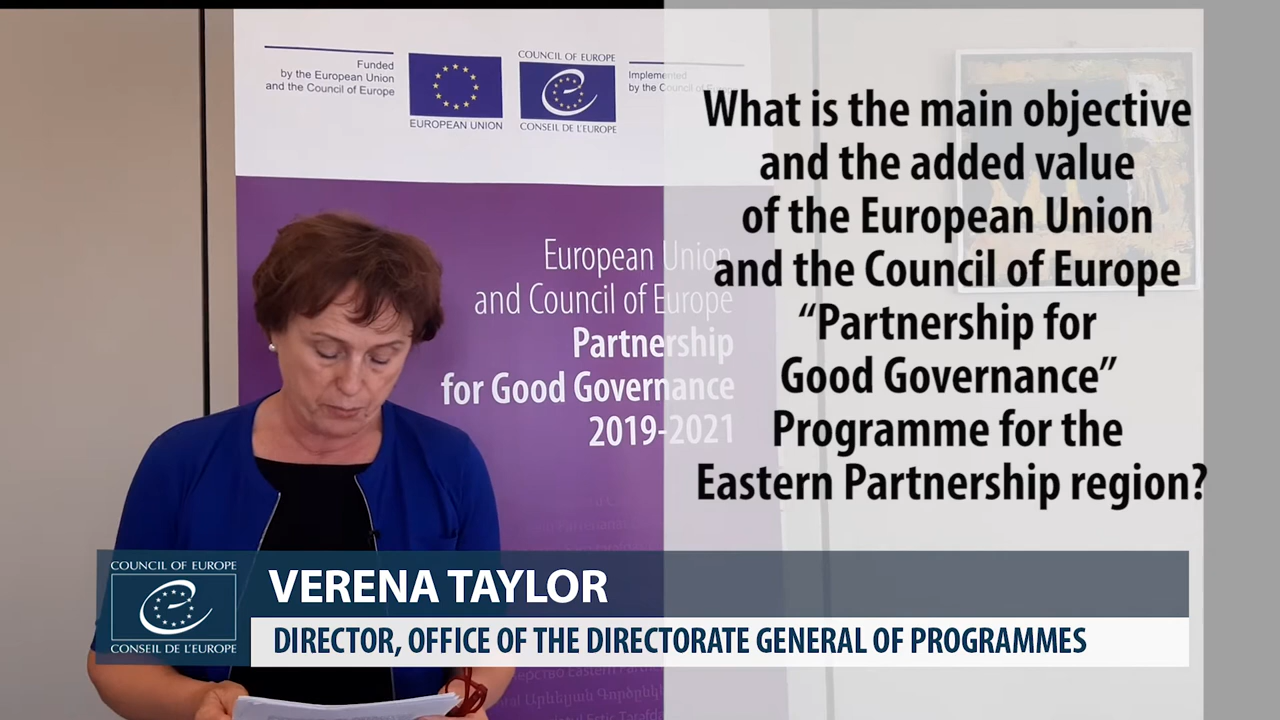 Funded
by the European Union
and the Council of Europe
EUROPEAN UNION
COUNCIL OF EUROPE
CONSEIL DE L'EUROPE
Implemented
by the Council of Europe
European Union
and Council of Europe
Partnership
for Good Governance
2019-2021
What is the main objective
and the added value
of the European Union
and the Council of Europe
“Partnership for
Good Governance”
Programme for the
Eastern Partnership region?
COUNCIL OF EUROPE
CONSEIL DE L'EUROPE
VERENA TAYLOR
DIRECTOR, OFFICE OF THE DIRECTORATE GENERAL OF PROGRAMMES